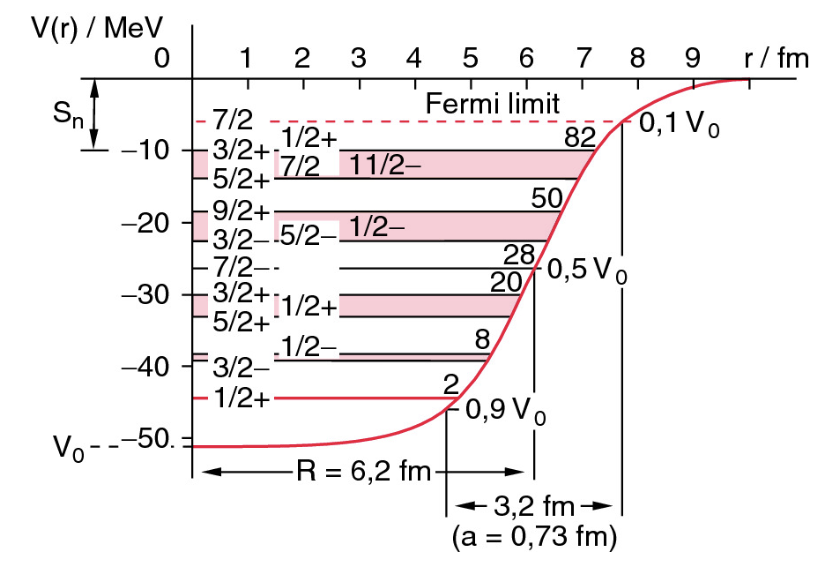 V(r) / MeV
0 1 2 3 4 5 6 7 8 9 r / fm
Sn
Fermi limit
7/2
0,1 V0
1/2+
82
–10
3/2+
7/2
11/2–
5/2+
50
9/2+
–20
1/2–
3/2–
5/2–
28
7/2–
0,5 V0
20
–30
3/2+
1/2+
5/2+
8
1/2–
–40
3/2–
2
1/2+
0,9 V0
V0
–50
R = 6,2 fm
3,2 fm
(a = 0,73 fm)